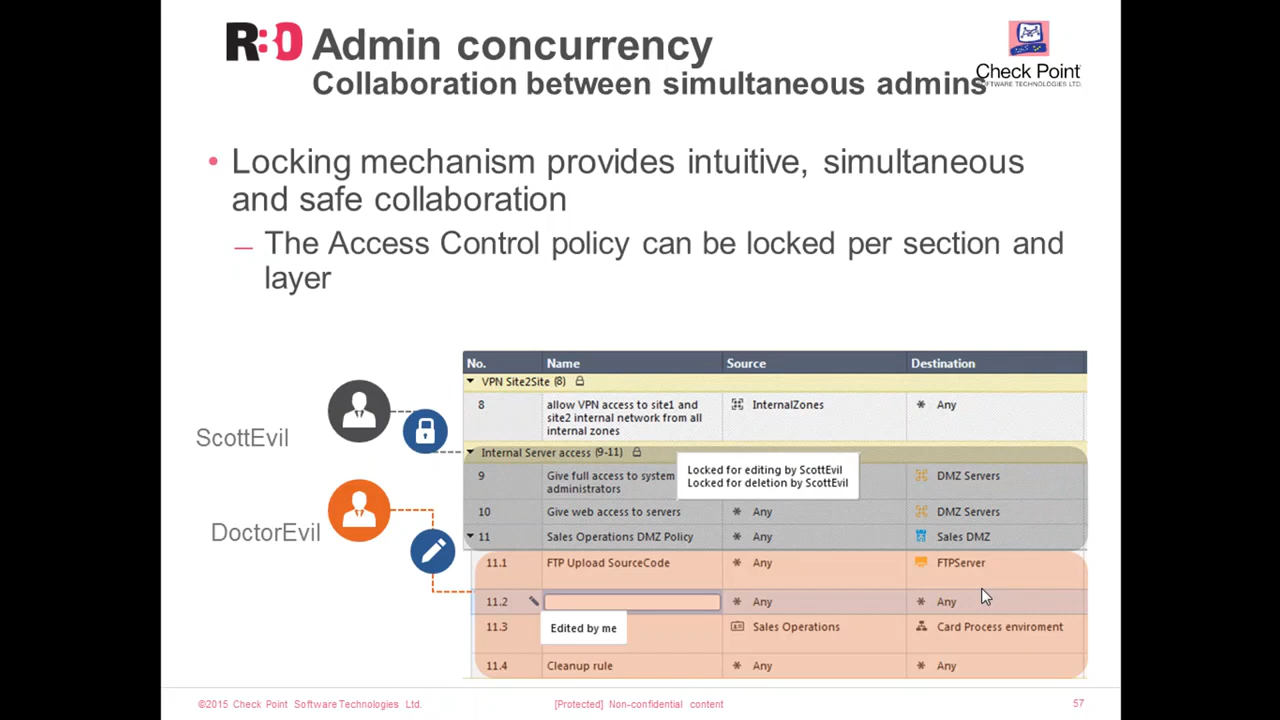 R80 Admin concurrency
Collaboration between simultaneous admins
Check Point
SOFTWARE TECHNOLOGIES LTD.
• Locking mechanism provides intuitive, simultaneous
and safe collaboration
– The Access Control policy can be locked per section and
layer
ScottEvil
DoctorEvil
No. Name Source Destination
VPN Site2Site (8)
8 allow VPN access to site1 and InternalZones * Any
site2 internal network from all
internal zones
Internal Server access (9-11)
Locked for editing by ScottEvil
Locked for deletion by ScottEvil
9 Give full access to system DMZ Servers
administrators
10 Give web access to servers * Any DMZ Servers
11 Sales Operations DMZ Policy * Any Sales DMZ
11.1 FTP Upload SourceCode * Any FTPServer
11.2 * Any * Any
Edited by me
11.3 Sales Operations Card Process enviroment
11.4 Cleanup rule * Any * Any
©2015 Check Point Software Technologies Ltd. [Protected] Non-confidential content 57